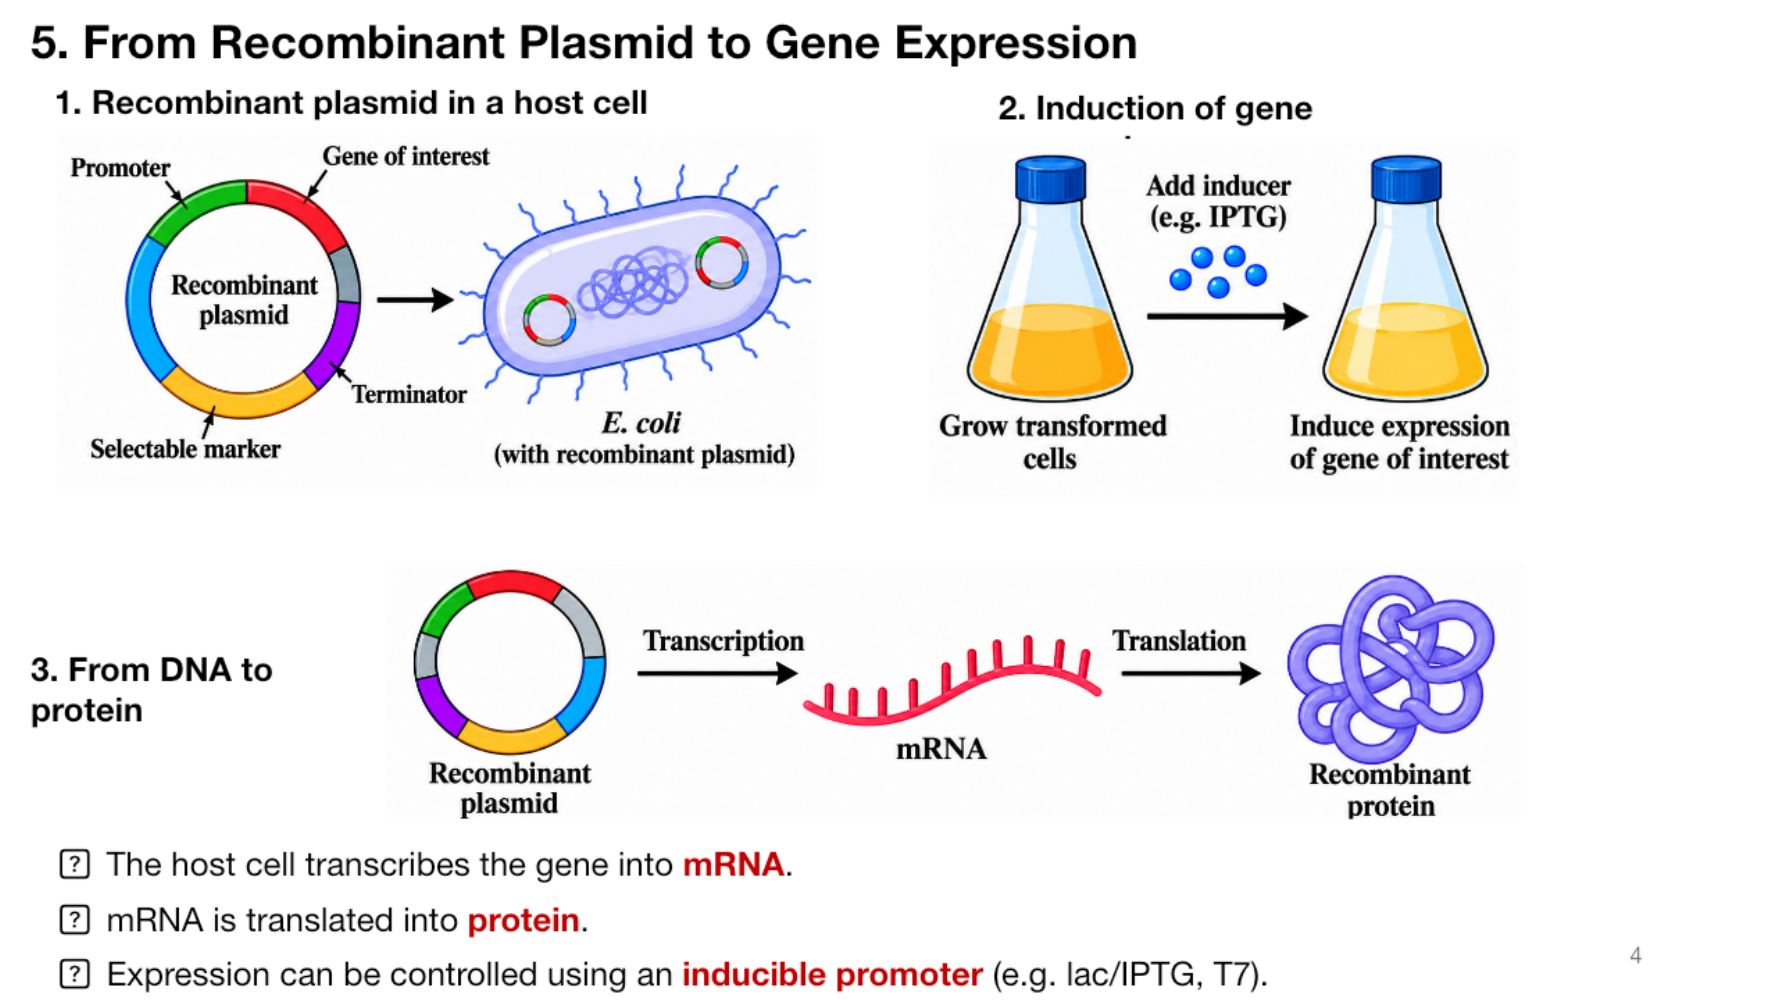 5. From Recombinant Plasmid to Gene Expression
1. Recombinant plasmid in a host cell
Promoter
Gene of interest
Recombinant
plasmid
Terminator
Selectable marker
E. coli
(with recombinant plasmid)
2. Induction of gene
Add inducer
(e.g. IPTG)
Grow transformed
cells
Induce expression
of gene of interest
3. From DNA to
protein
Recombinant
plasmid
Transcription
mRNA
Translation
Recombinant
protein
The host cell transcribes the gene into mRNA.
mRNA is translated into protein.
Expression can be controlled using an inducible promoter (e.g. lac/IPTG, T7).
4